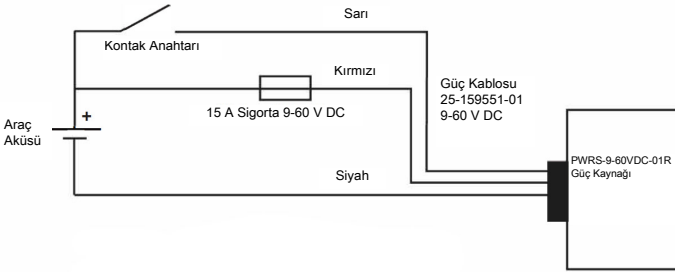 Sarı
Kontak Anahtarı
Kırmızı
15 A Sigorta 9-60 V DC
Güç Kablosu
25-159551-01
9-60 V DC
+
Araç
Aküsü
Siyah
PWRS-9-60VDC-01R
Güç Kaynağı